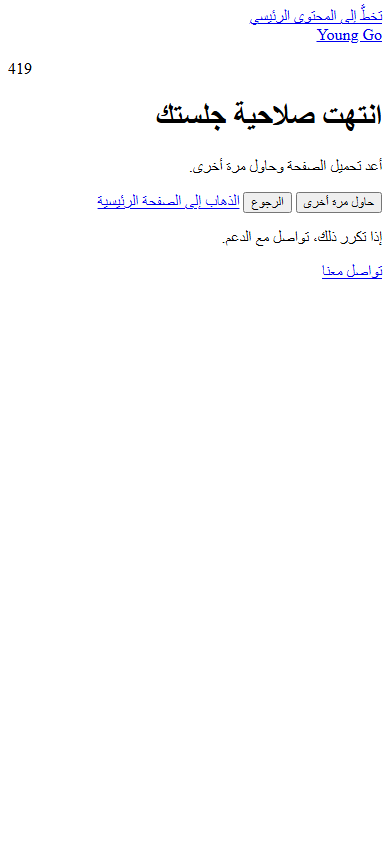 تخطَّ إلى المحتوى الرئيسي
Young Go
419
انتهت صلاحية جلستك
أعد تحميل الصفحة وحاول مرة أخرى.
حاول مرة أخرى الرجوع الذهاب إلى الصفحة الرئيسية
إذا تكرر ذلك، تواصل مع الدعم.
تواصل معنا